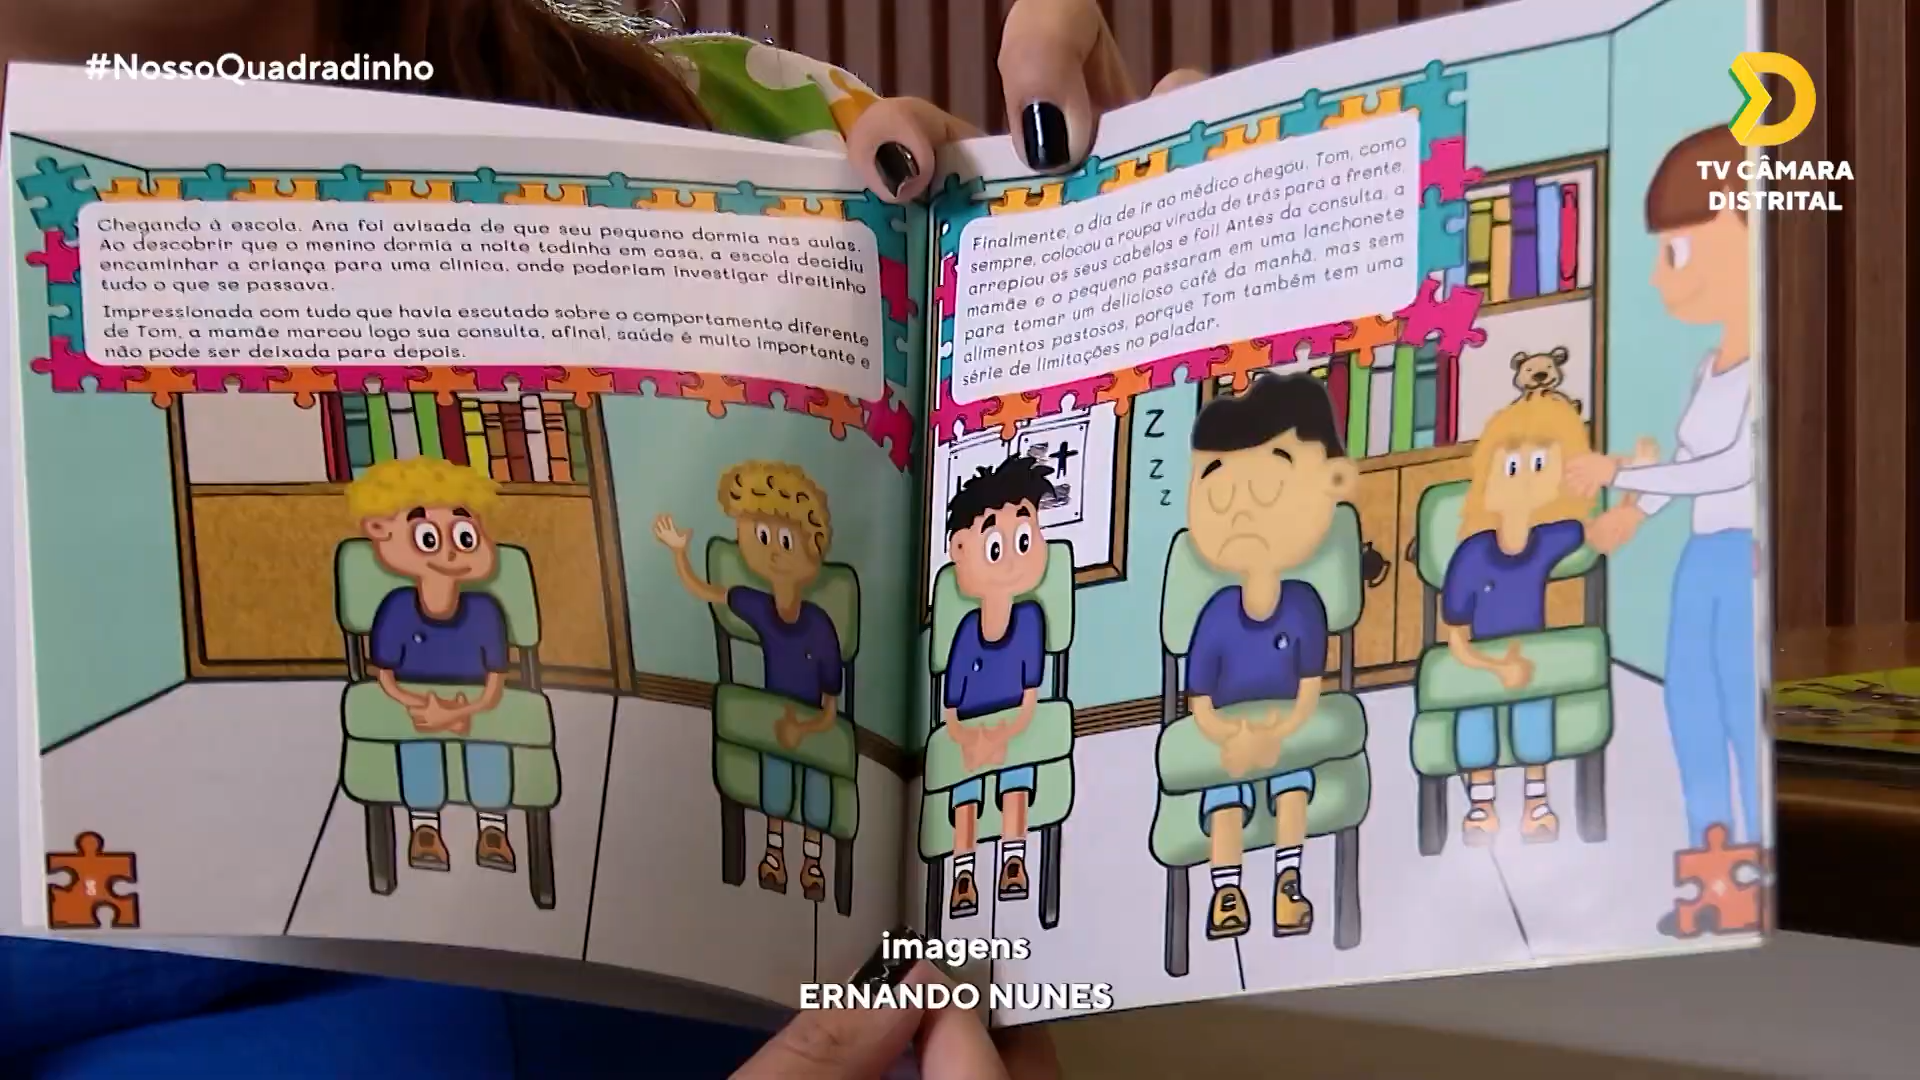 #NossoQuadradinho
TV CÂMARA
DISTRITAL
Chegando à escola, Ana foi avisada de que seu pequeno dormia nas aulas.
Ao descobrir que o menino dormia a noite todinha em casa, a escola decidiu
encaminhar a criança para uma clínica, onde poderiam investigar direitinho
tudo o que se passava.
Impressionada com tudo que havia escutado sobre o comportamento diferente
de Tom, a mamãe marcou logo sua consulta, afinal, saúde é muito importante e
não pode ser deixada para depois.
Finalmente, o dia de ir ao médico chegou. Tom, como
sempre, colocou a roupa virada de trás para a frente,
arrepiou os seus cabelos e foi! Antes da consulta, a
mamãe e o pequeno passaram em uma lanchonete
para tomar um delicioso café da manhã, mas sem
alimentos pastosos, porque Tom também tem uma
série de limitações no paladar.
Z
Z
Z
imagens
ERNANDO NUNES